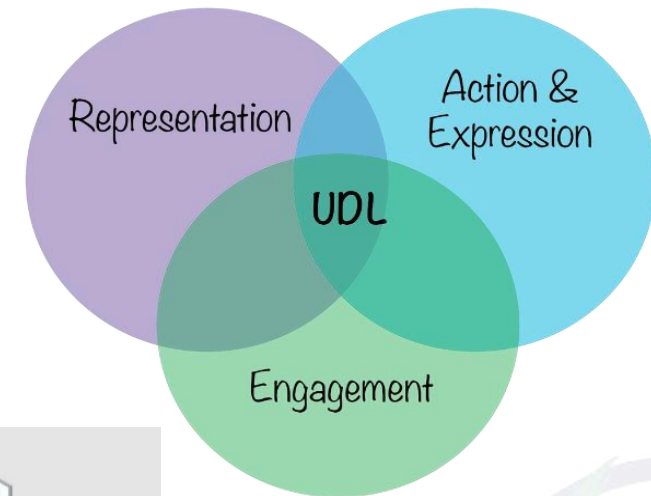 Representation
Action &
Expression
UDL
Engagement